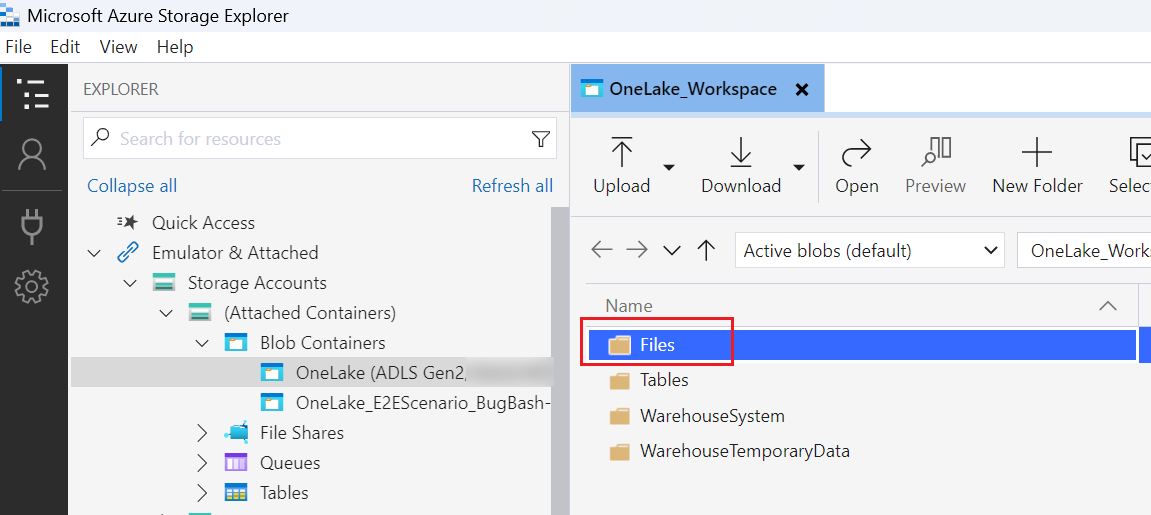 Microsoft Azure Storage Explorer
File Edit View Help
EXPLORER
Search for resources
Collapse all Refresh all
Quick Access
Emulator & Attached
Storage Accounts
(Attached Containers)
Blob Containers
OneLake (ADLS Gen2,
OneLake_E2EScenario_BugBash-
File Shares
Queues
Tables
OneLake_Workspace
Upload Download Open Preview New Folder Selec
Active blobs (default) OneLake_Works
Name
Files
Tables
WarehouseSystem
WarehouseTemporaryData